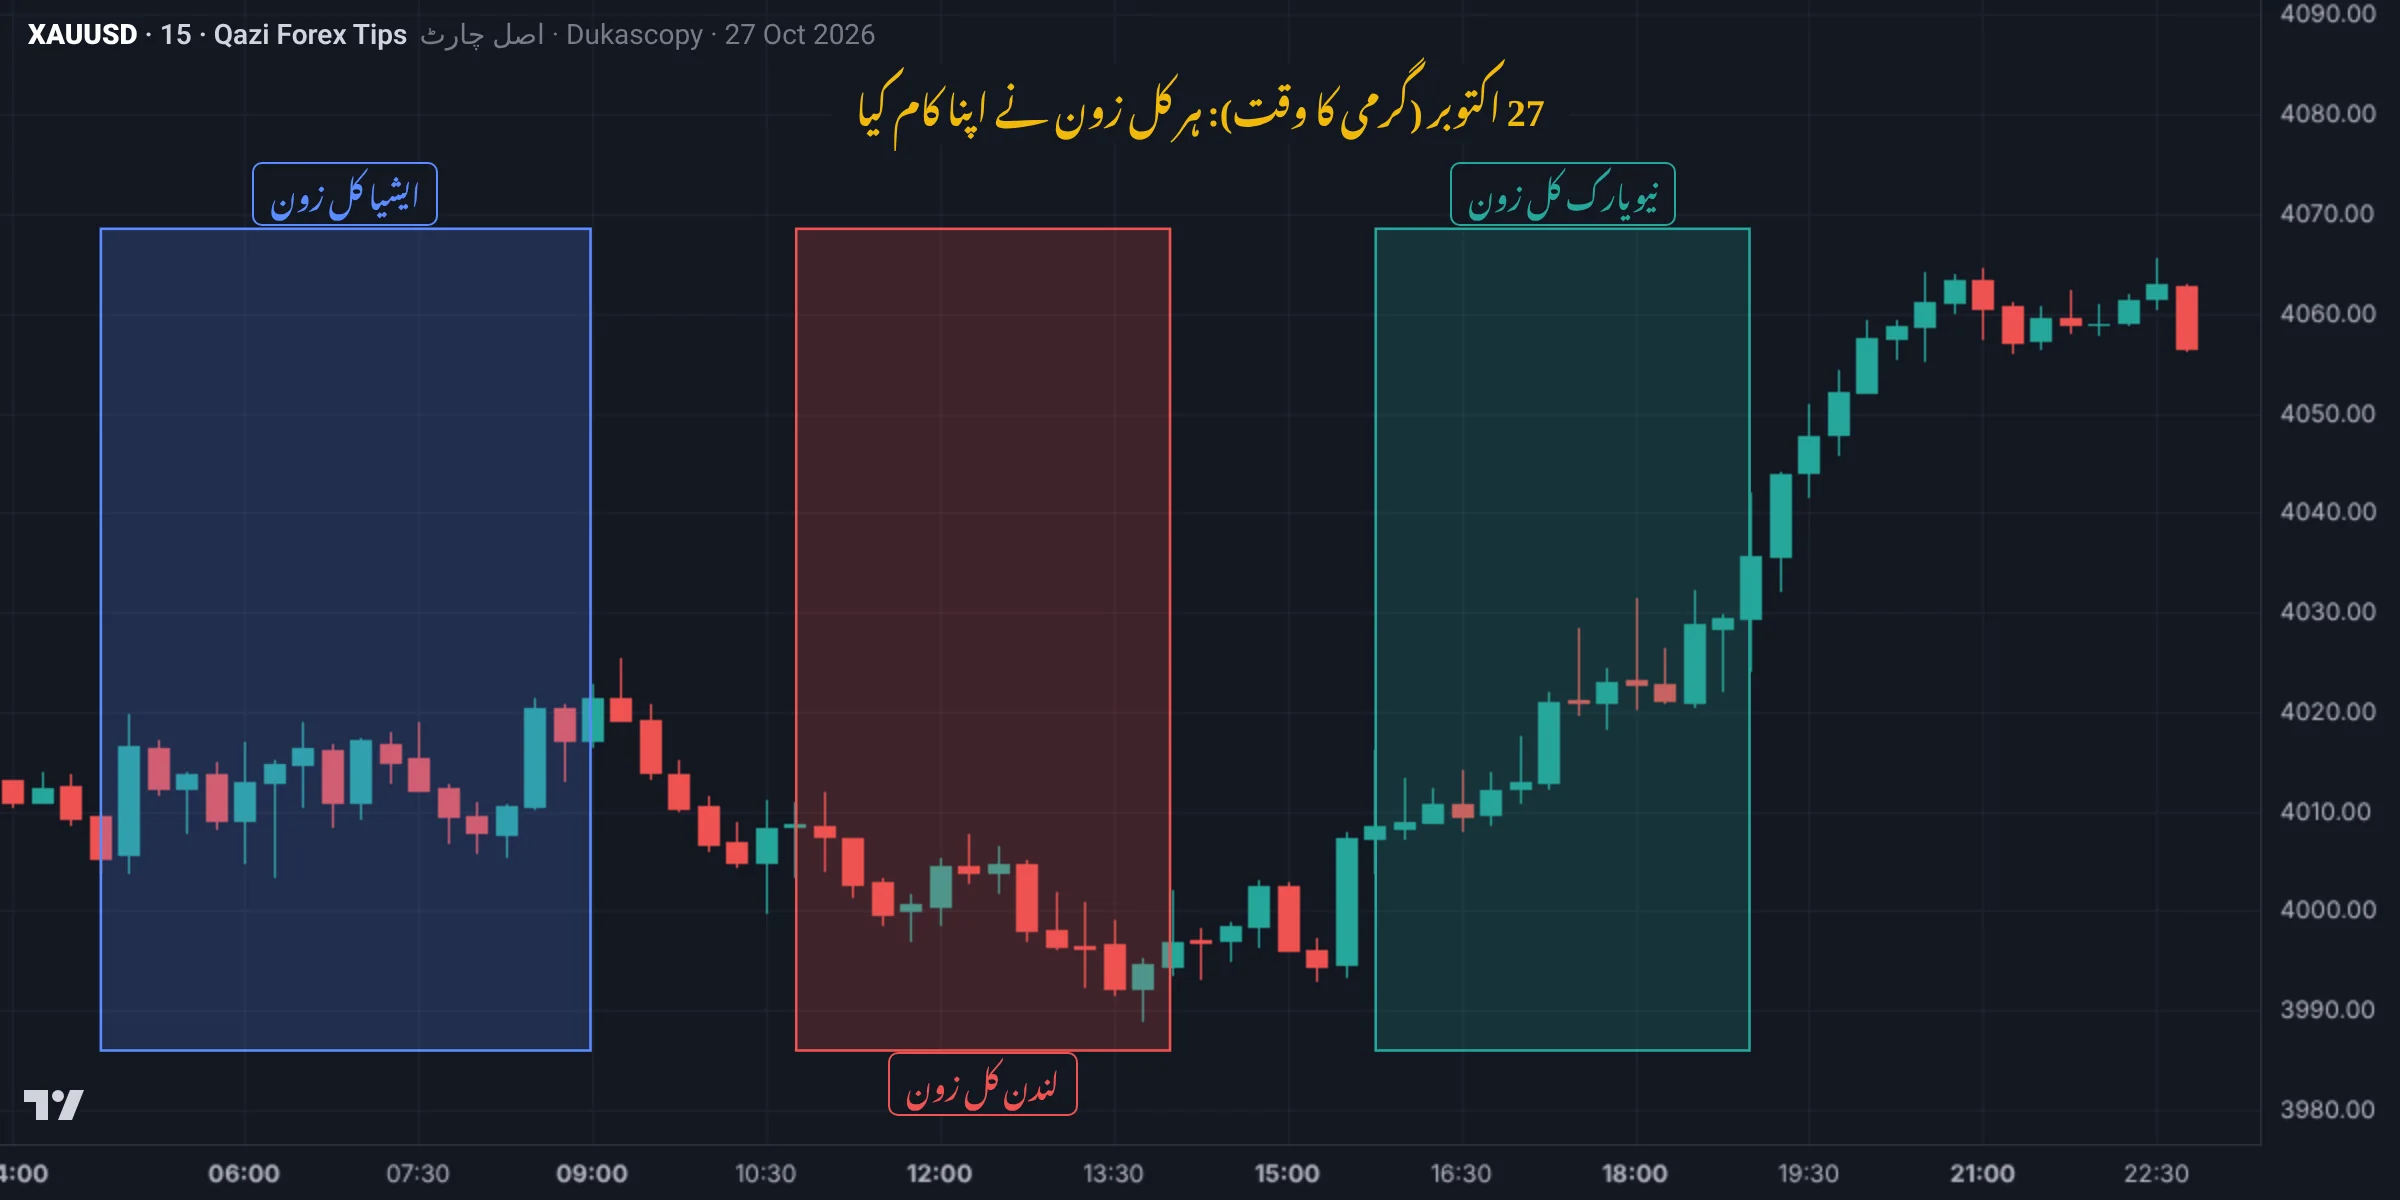 XAUUSD · 15 · Qazi Forex Tips اصل چارٹ · Dukascopy · 27 Oct 2026
27 اکتوبر (گرمی کا وقت): ہر کل زون نے اپنا کام کیا
ایشیا کل زون
نیویارک کل زون
لندن کل زون
4090.00
4080.00
4070.00
4060.00
4050.00
4040.00
4030.00
4020.00
4010.00
4000.00
3990.00
3980.00
4:00 06:00 07:30 09:00 10:30 12:00 13:30 15:00 16:30 18:00 19:30 21:00 22:30